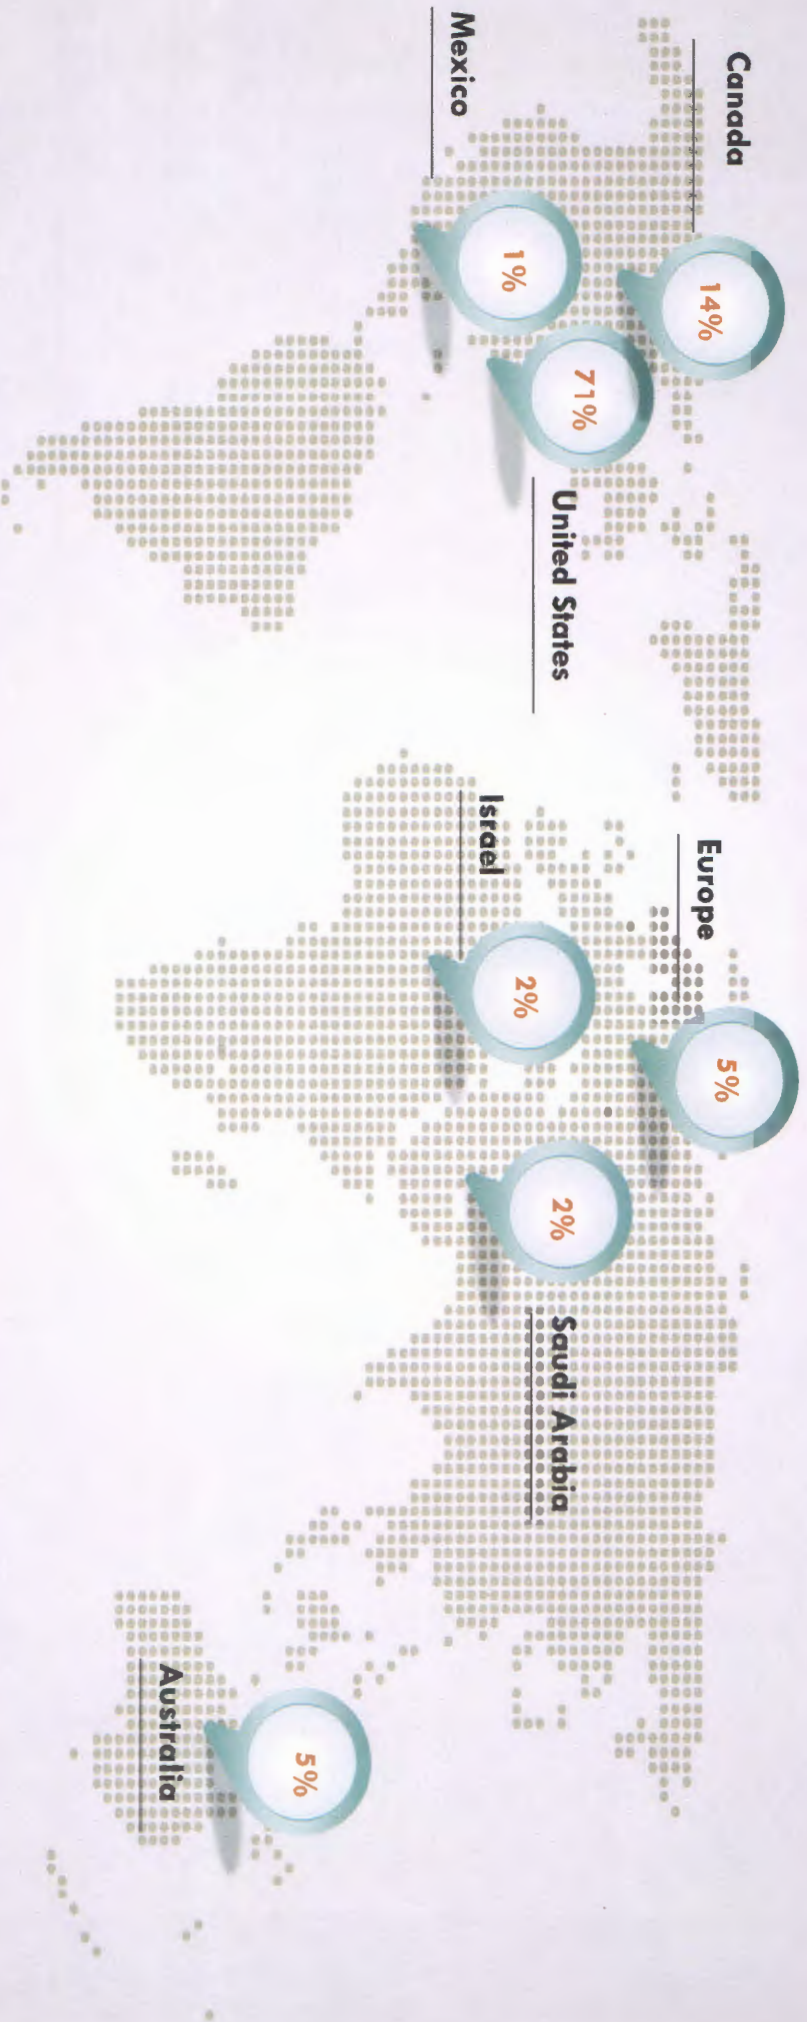 Canada
14%
Mexico
1%
71%
United States
Europe
5%
Israel
2%
2%
Saudi Arabia
5%
Australia